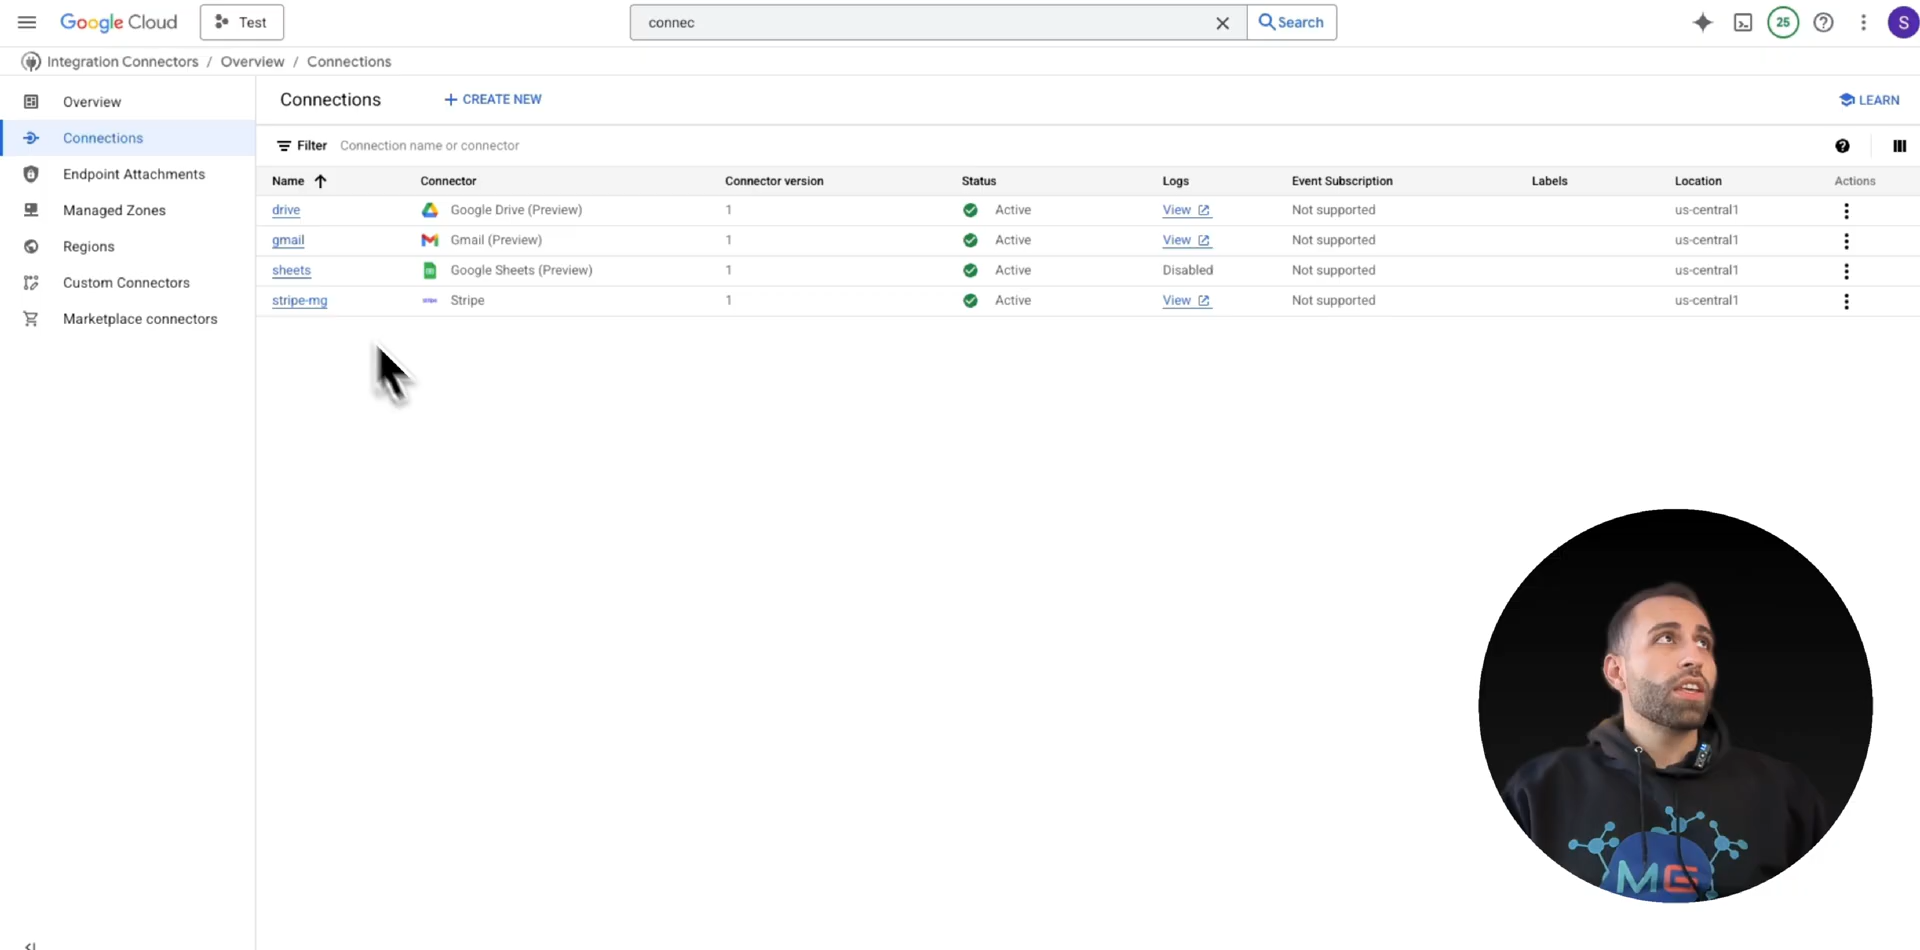 Google Cloud
Test
connec
Search
25
S
Integration Connectors / Overview / Connections
Overview
Connections
Endpoint Attachments
Managed Zones
Regions
Custom Connectors
Marketplace connectors
Connections
+ CREATE NEW
LEARN
Filter Connection name or connector
Name Connector Connector version Status Logs Event Subscription Labels Location Actions
drive Google Drive (Preview) 1 Active View Not supported us-central1
gmail Gmail (Preview) 1 Active View Not supported us-central1
sheets Google Sheets (Preview) 1 Active Disabled Not supported us-central1
stripe-mg Stripe 1 Active View Not supported us-central1
MG